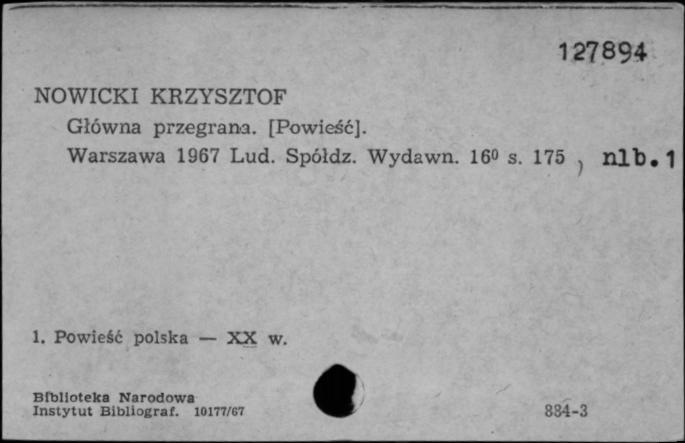 127894
NOWICKI KRZYSZTOF
Główna przegrana. [Powieść].
Warszawa 1967 Lud. Spółdz. Wydawn. 16⁰ s. 175 , nlb.1
1. Powieść polska — XX w.
Biblioteka Narodowa
Instytut Bibliograf. 10177/67
884-3